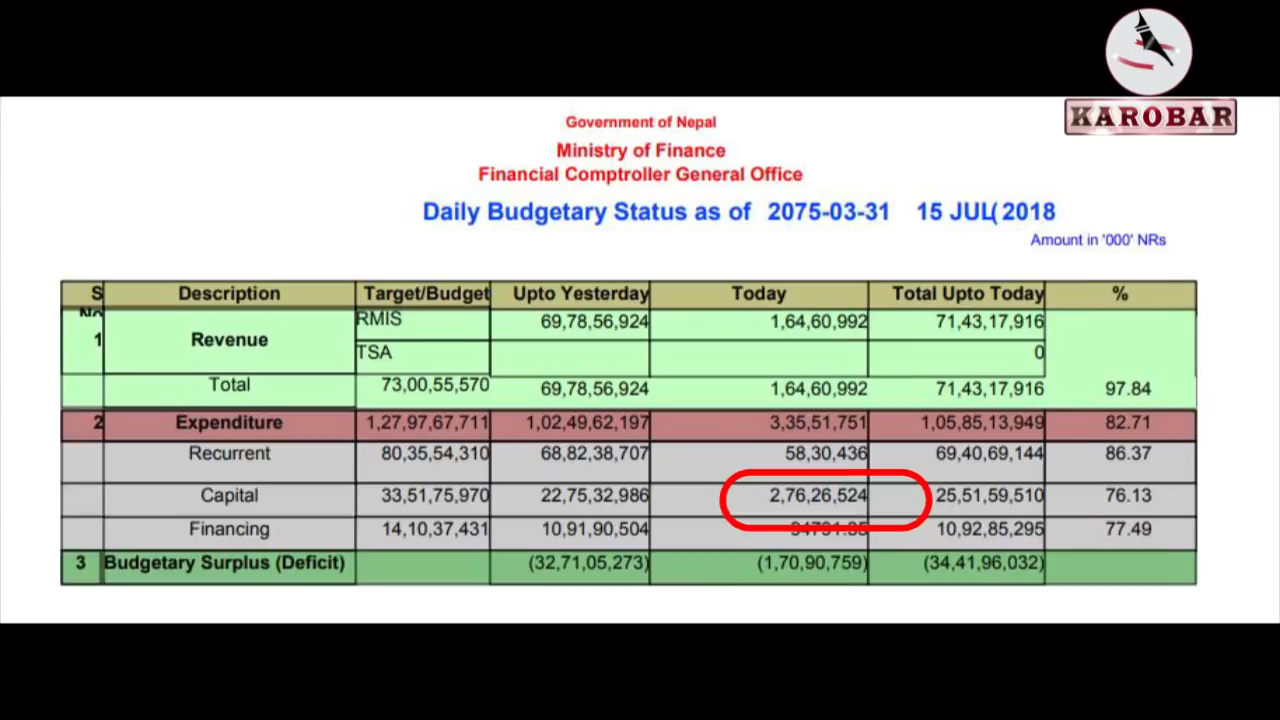 KAROBAR
Government of Nepal
Ministry of Finance
Financial Comptroller General Office
Daily Budgetary Status as of 2075-03-31 15 JUL( 2018
Amount in '000' NRs
S No Description Target/Budget Upto Yesterday Today Total Upto Today %
1 Revenue RMIS 69,78,56,924 1,64,60,992 71,43,17,916
TSA 0
Total 73,00,55,570 69,78,56,924 1,64,60,992 71,43,17,916 97.84
2 Expenditure 1,27,97,67,711 1,02,49,62,197 3,35,51,751 1,05,85,13,949 82.71
Recurrent 80,35,54,310 68,82,38,707 58,30,436 69,40,69,144 86.37
Capital 33,51,75,970 22,75,32,986 2,76,26,524 25,51,59,510 76.13
Financing 14,10,37,431 10,91,90,504 10,92,85,295 77.49
3 Budgetary Surplus (Deficit) (32,71,05,273) (1,70,90,759) (34,41,96,032)